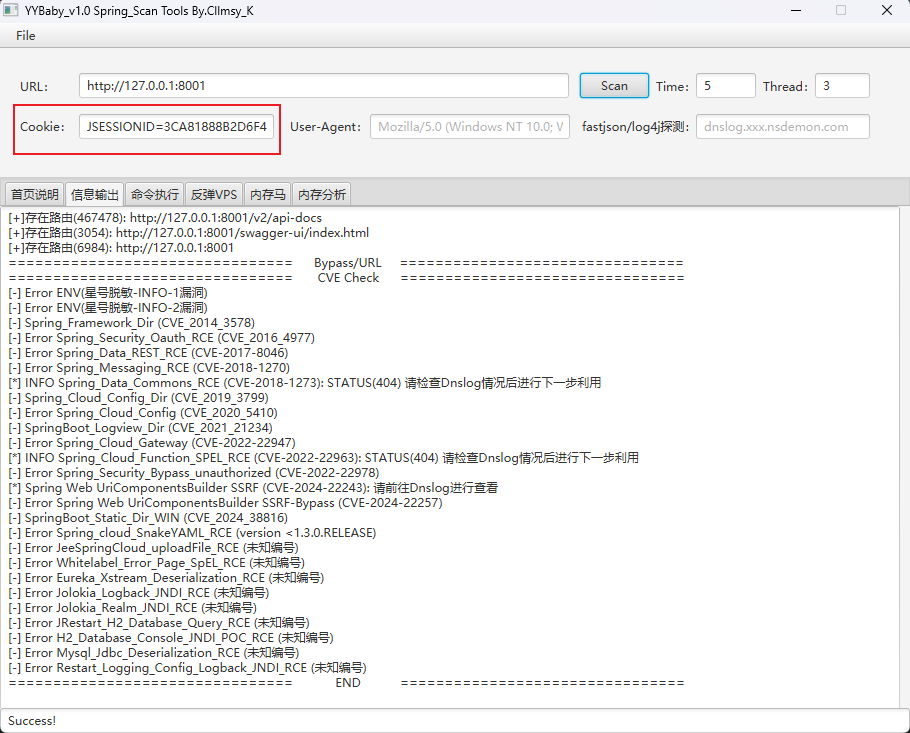 YYBaby_v1.0 Spring_Scan Tools By.CllmsyK
File
URL: http://127.0.0.1:8001 Scan Time: 5 Thread: 3
Cookie: JSESSIONID=3CA81888B2D6F4 User-Agent: Mozilla/5.0 (Windows NT 10.0; W fastjson/log4j探测: dnslog.xxx.nsdemon.com
首页说明 信息输出 命令执行 反弹VPS 内存马 内存分析
[+]存在路由(467478): http://127.0.0.1:8001/v2/api-docs
[+]存在路由(3054): http://127.0.0.1:8001/swagger-ui/index.html
[+]存在路由(6984): http://127.0.0.1:8001
================================ Bypass/URL ================================
================================ CVE Check ================================
[-] Error ENV(星号脱敏-INFO-1漏洞)
[-] Error ENV(星号脱敏-INFO-2漏洞)
[-] Spring_Framework_Dir (CVE_2014_3578)
[-] Error Spring_Security_Oauth_RCE (CVE_2016_4977)
[-] Error Spring_Data_REST_RCE (CVE-2017-8046)
[-] Error Spring_Messaging_RCE (CVE-2018-1270)
[*] INFO Spring_Data_Commons_RCE (CVE-2018-1273): STATUS(404) 请检查Dnslog情况后进行下一步利用
[-] Spring_Cloud_Config_Dir (CVE_2019_3799)
[-] Error Spring_Cloud_Config (CVE_2020_5410)
[-] SpringBoot_Logview_Dir (CVE_2021_21234)
[-] Error Spring_Cloud_Gateway (CVE-2022-22947)
[*] INFO Spring_Cloud_Function_SPEL_RCE (CVE-2022-22963): STATUS(404) 请检查Dnslog情况后进行下一步利用
[-] Error Spring_Security_Bypass_unauthorized (CVE-2022-22978)
[*] Spring Web UriComponentsBuilder SSRF (CVE-2024-22243): 请前往Dnslog进行查看
[-] Error Spring Web UriComponentsBuilder SSRF-Bypass (CVE-2024-22257)
[-] SpringBoot_Static_Dir_WIN (CVE_2024_38816)
[-] Error Spring_cloud_SnakeYAML_RCE (version <1.3.0.RELEASE)
[-] Error JeeSpringCloud_uploadFile_RCE (未知编号)
[-] Error Whitelabel_Error_Page_SpEL_RCE (未知编号)
[-] Error Eureka_Xstream_Deserialization_RCE (未知编号)
[-] Error Jolokia_Logback_JNDI_RCE (未知编号)
[-] Error Jolokia_Realm_JNDI_RCE (未知编号)
[-] Error JRestart_H2_Database_Query_RCE (未知编号)
[-] Error H2_Database_Console_JNDI_POC_RCE (未知编号)
[-] Error Mysql_Jdbc_Deserialization_RCE (未知编号)
[-] Error Restart_Logging_Config_Logback_JNDI_RCE (未知编号)
================================ END ================================
Success!